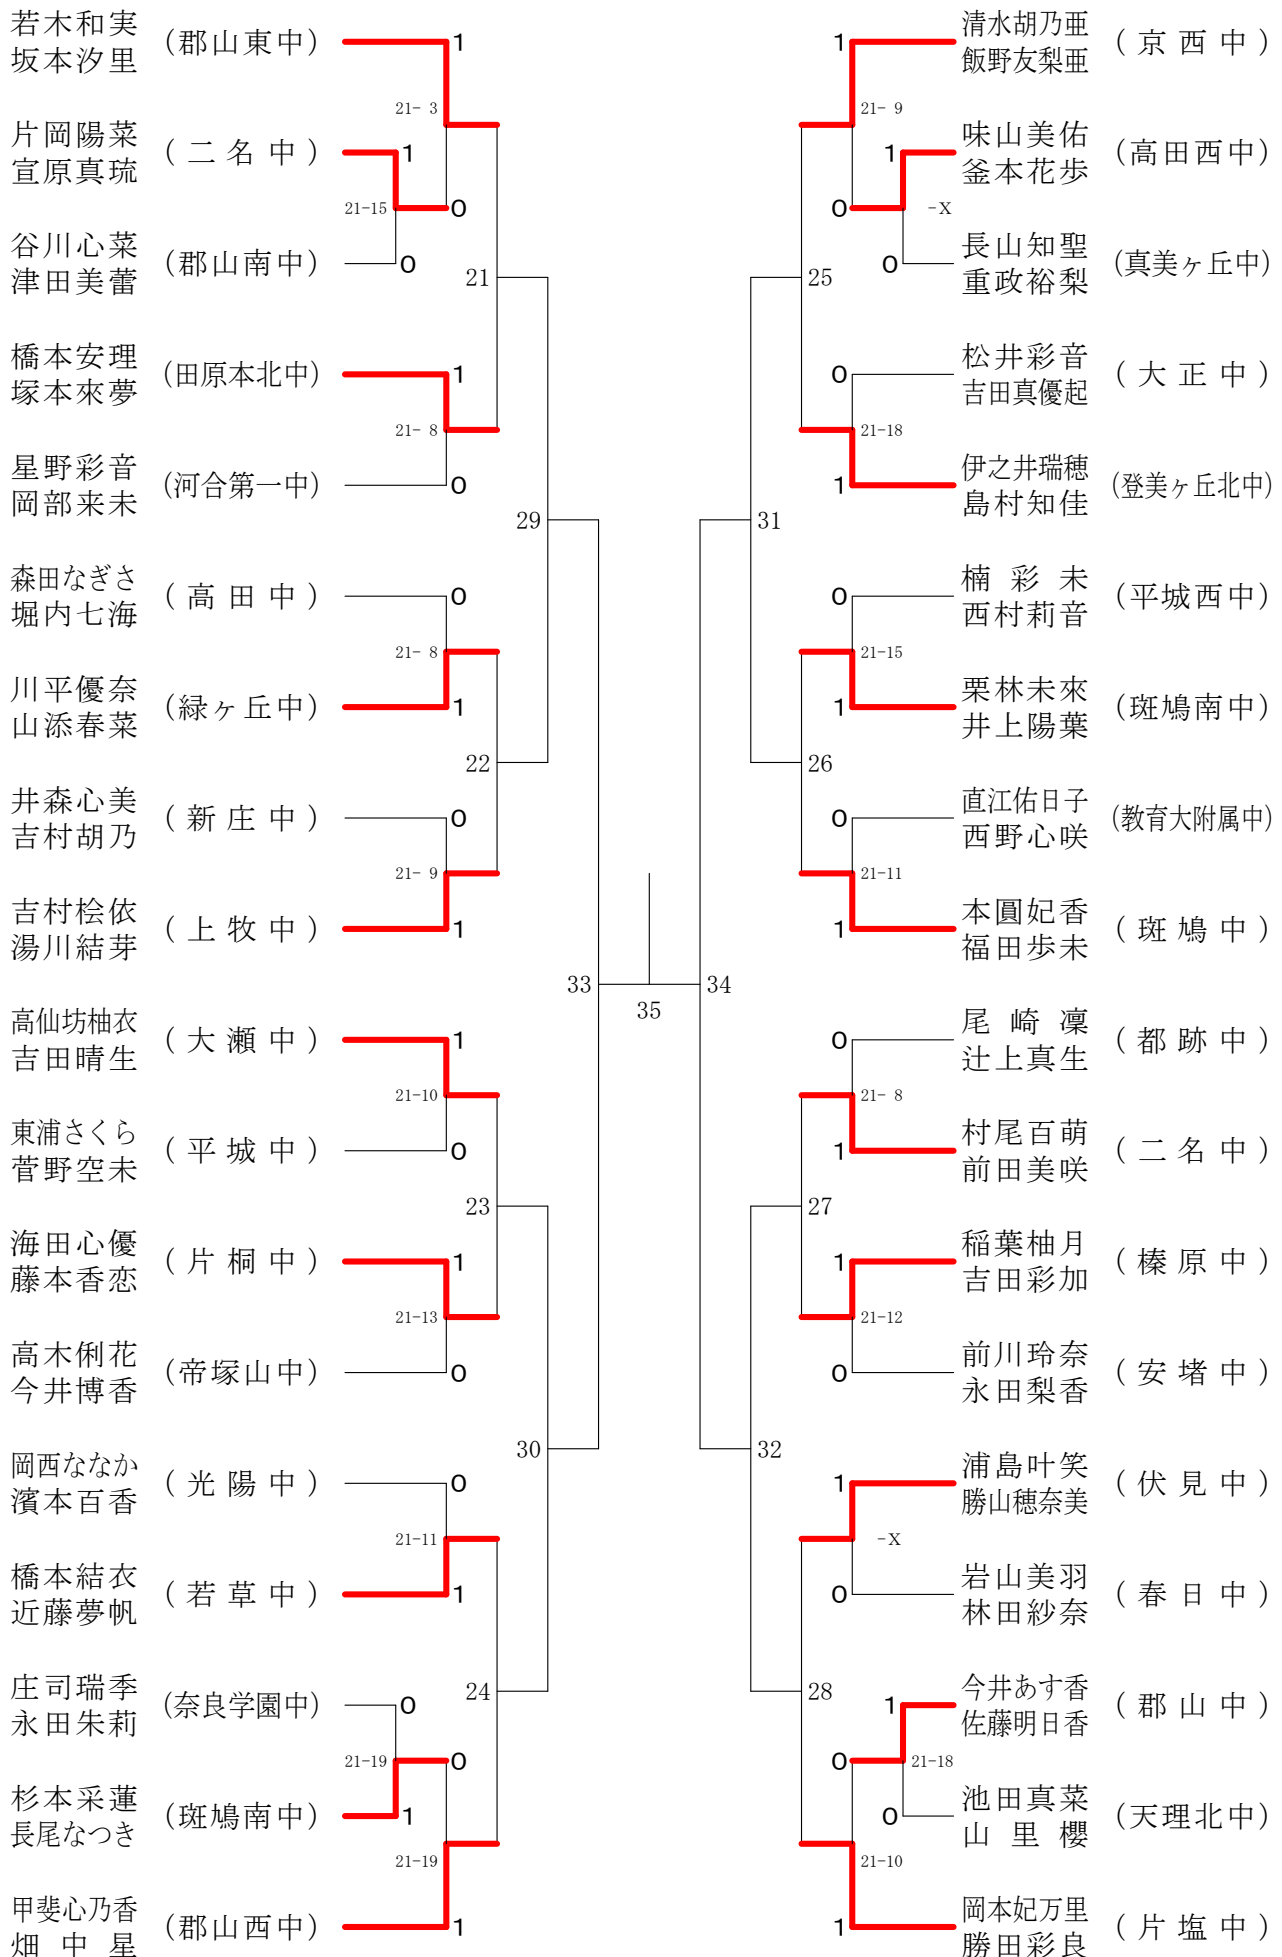 若木和実
坂本汐里
(郡山東中)
1
21- 3
片岡陽菜
宣原真琉
(二名中)
1
21-15
0
谷川心菜
津田美蕾
(郡山南中)
0
21
橋本安理
塚本來夢
(田原本北中)
1
21- 8
星野彩音
岡部来未
(河合第一中)
0
29
森田なぎさ
堀内七海
(高田中)
0
21- 8
川平優奈
山添春菜
(緑ヶ丘中)
1
22
井森心美
吉村胡乃
(新庄中)
0
21- 9
吉村桧依
湯川結芽
(上牧中)
1
33
高仙坊柚衣
吉田晴生
(大瀬中)
1
21-10
東浦さくら
菅野空未
(平城中)
0
23
海田心優
藤本香恋
(片桐中)
1
21-13
高木俐花
今井博香
(帝塚山中)
0
30
岡西ななか
濱本百香
(光陽中)
0
21-11
橋本結衣
近藤夢帆
(若草中)
1
24
庄司瑞季
永田朱莉
(奈良学園中)
0
21-19
0
杉本采蓮
長尾なつき
(斑鳩南中)
1
21-19
甲斐心乃香
畑中星
(郡山西中)
1
35
清水胡乃亜
飯野友梨亜
(京西中)
1
21- 9
味山美佑
釜本花歩
(高田西中)
1
0
-X
長山知聖
重政裕梨
(真美ヶ丘中)
0
25
松井彩音
吉田真優起
(大正中)
0
21-18
伊之井瑞穂
島村知佳
(登美ヶ丘北中)
1
31
楠彩未
西村莉音
(平城西中)
0
21-15
栗林未來
井上陽葉
(斑鳩南中)
1
26
直江佑日子
西野心咲
(教育大附属中)
0
21-11
本圓妃香
福田歩未
(斑鳩中)
1
34
尾崎凜
辻上真生
(都跡中)
0
21- 8
村尾百萌
前田美咲
(二名中)
1
27
稲葉柚月
吉田彩加
(榛原中)
1
21-12
前川玲奈
永田梨香
(安堵中)
0
32
浦島叶笑
勝山穂奈美
(伏見中)
1
-X
岩山美羽
林田紗奈
(春日中)
0
28
今井あす香
佐藤明日香
(郡山中)
1
0
21-18
池田真菜
山里櫻
(天理北中)
0
21-10
岡本妃万里
勝田彩良
(片塩中)
1